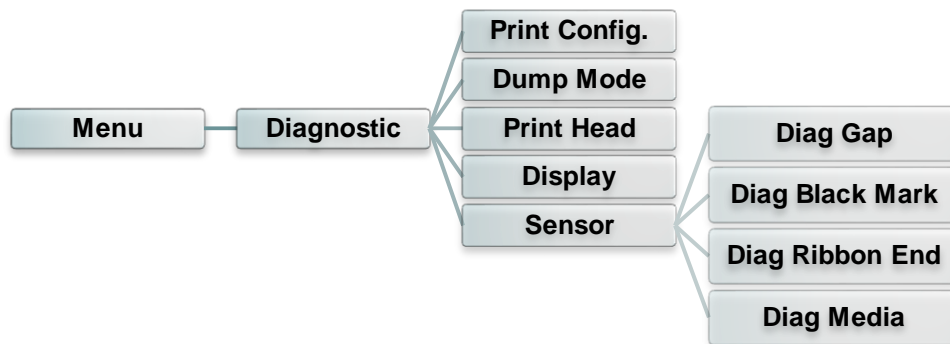 Menu
Diagnostic
Print Config.
Dump Mode
Print Head
Display
Sensor
Diag Gap
Diag Black Mark
Diag Ribbon End
Diag Media